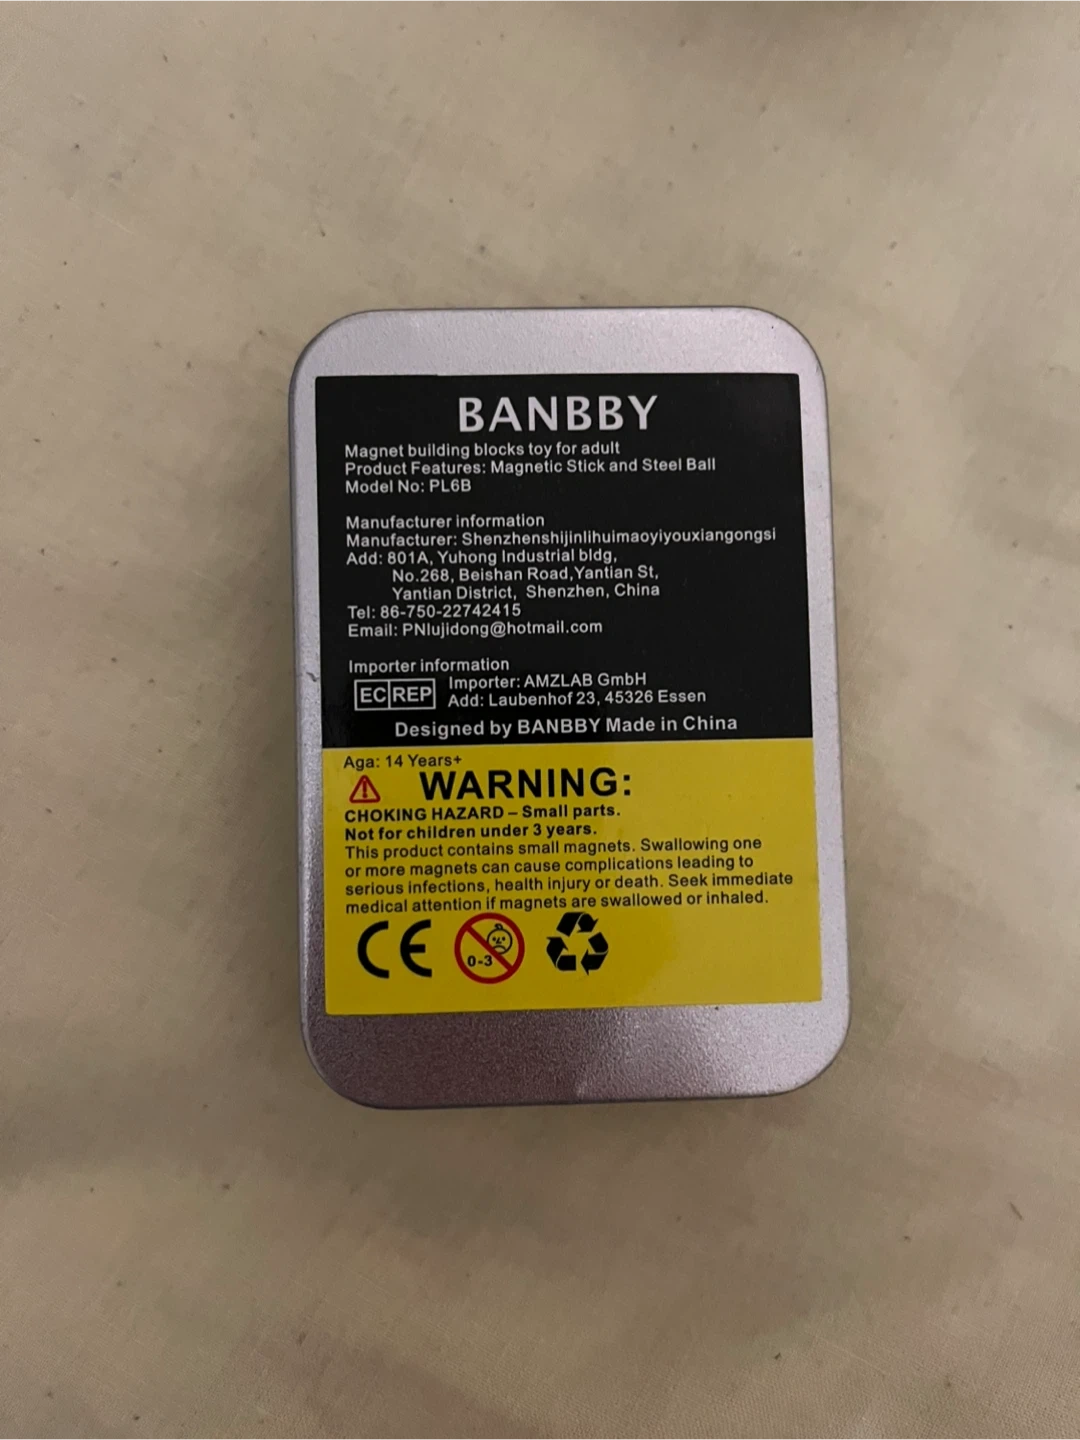 BANBBY
Magnet building blocks toy for adult
Product Features: Magnetic Stick and Steel Ball
Model No: PL6B
Manufacturer information
Manufacturer: Shenzhenshijinlihuimaoyiyouxiangongsi
Add: 801A, Yuhong Industrial bldg,
No.268, Beishan Road,Yantian St,
Yantian District, Shenzhen, China
Tel: 86-750-22742415
Email: PNlujidong@hotmail.com
Importer information
EC REP
Importer: AMZLAB GmbH
Add: Laubenhof 23, 45326 Essen
Designed by BANBBY Made in China
Aga: 14 Years+
WARNING:
CHOKING HAZARD – Small parts.
Not for children under 3 years.
This product contains small magnets. Swallowing one
or more magnets can cause complications leading to
serious infections, health injury or death. Seek immediate
medical attention if magnets are swallowed or inhaled.
CE
0-3